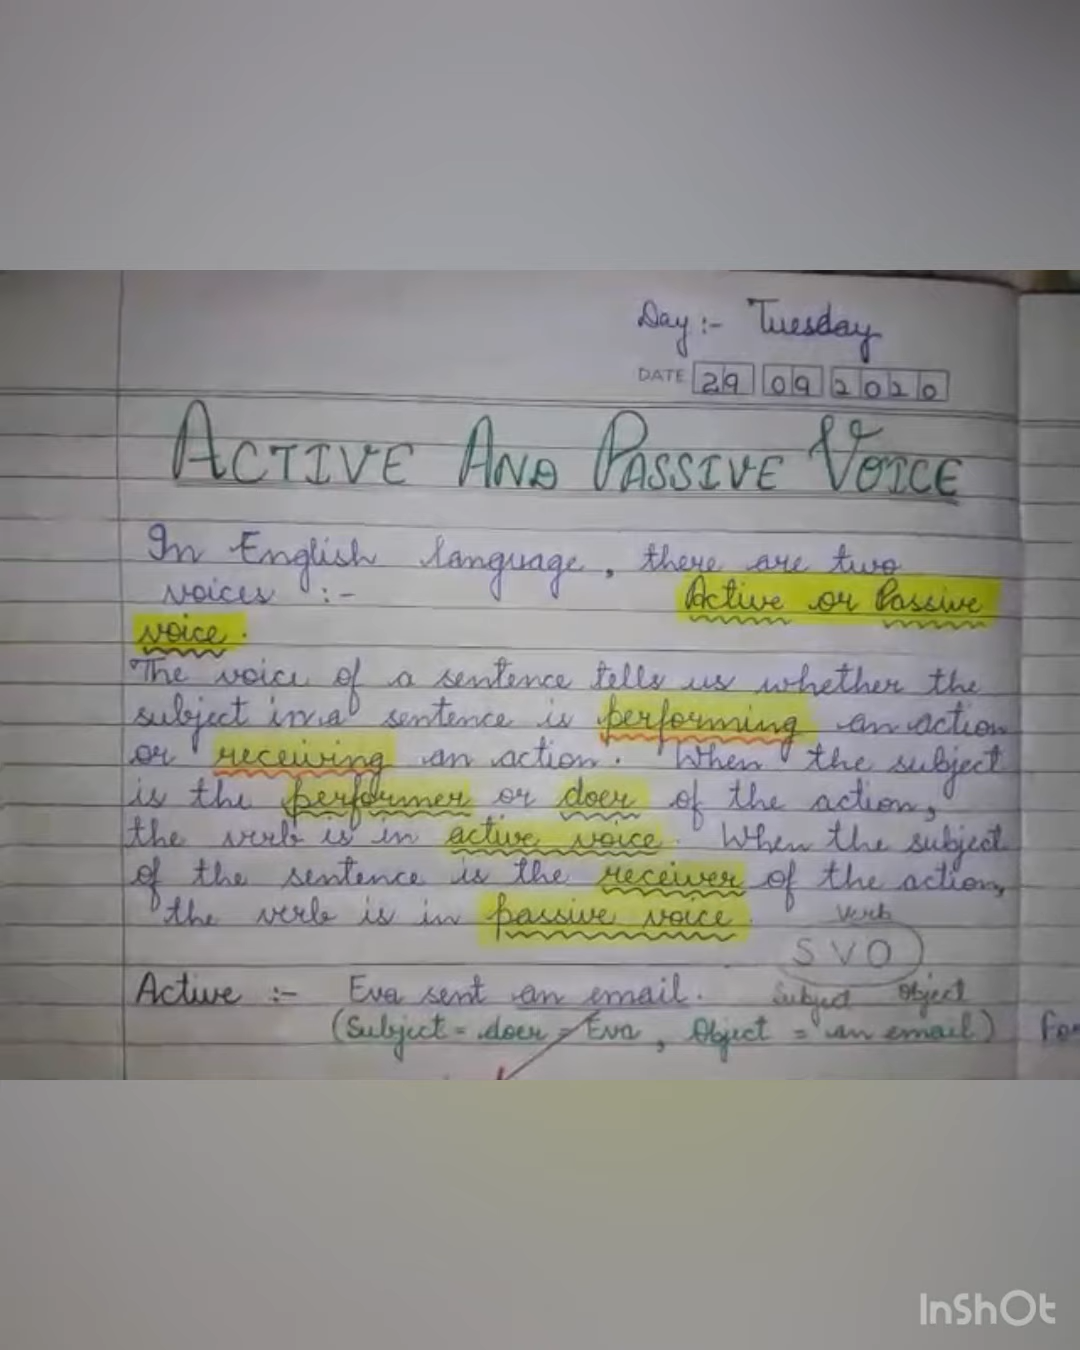 Day :- Tuesday
DATE 29 09 2020
ACTIVE AND PASSIVE VOICE
In English language, there are two
voices :- Active or Passive
voice.
The voice of a sentence tells us whether the
subject in a sentence is performing an action
or receiving an action. When the subject
is the performer or doer of the action,
the verb is in active voice. When the subject
of the sentence is the receiver of the action,
the verb is in passive voice.
verb
SVO
Active :- Eva sent an email. Subject Object
(Subject = doer = Eva, Object = an email)
InShOt